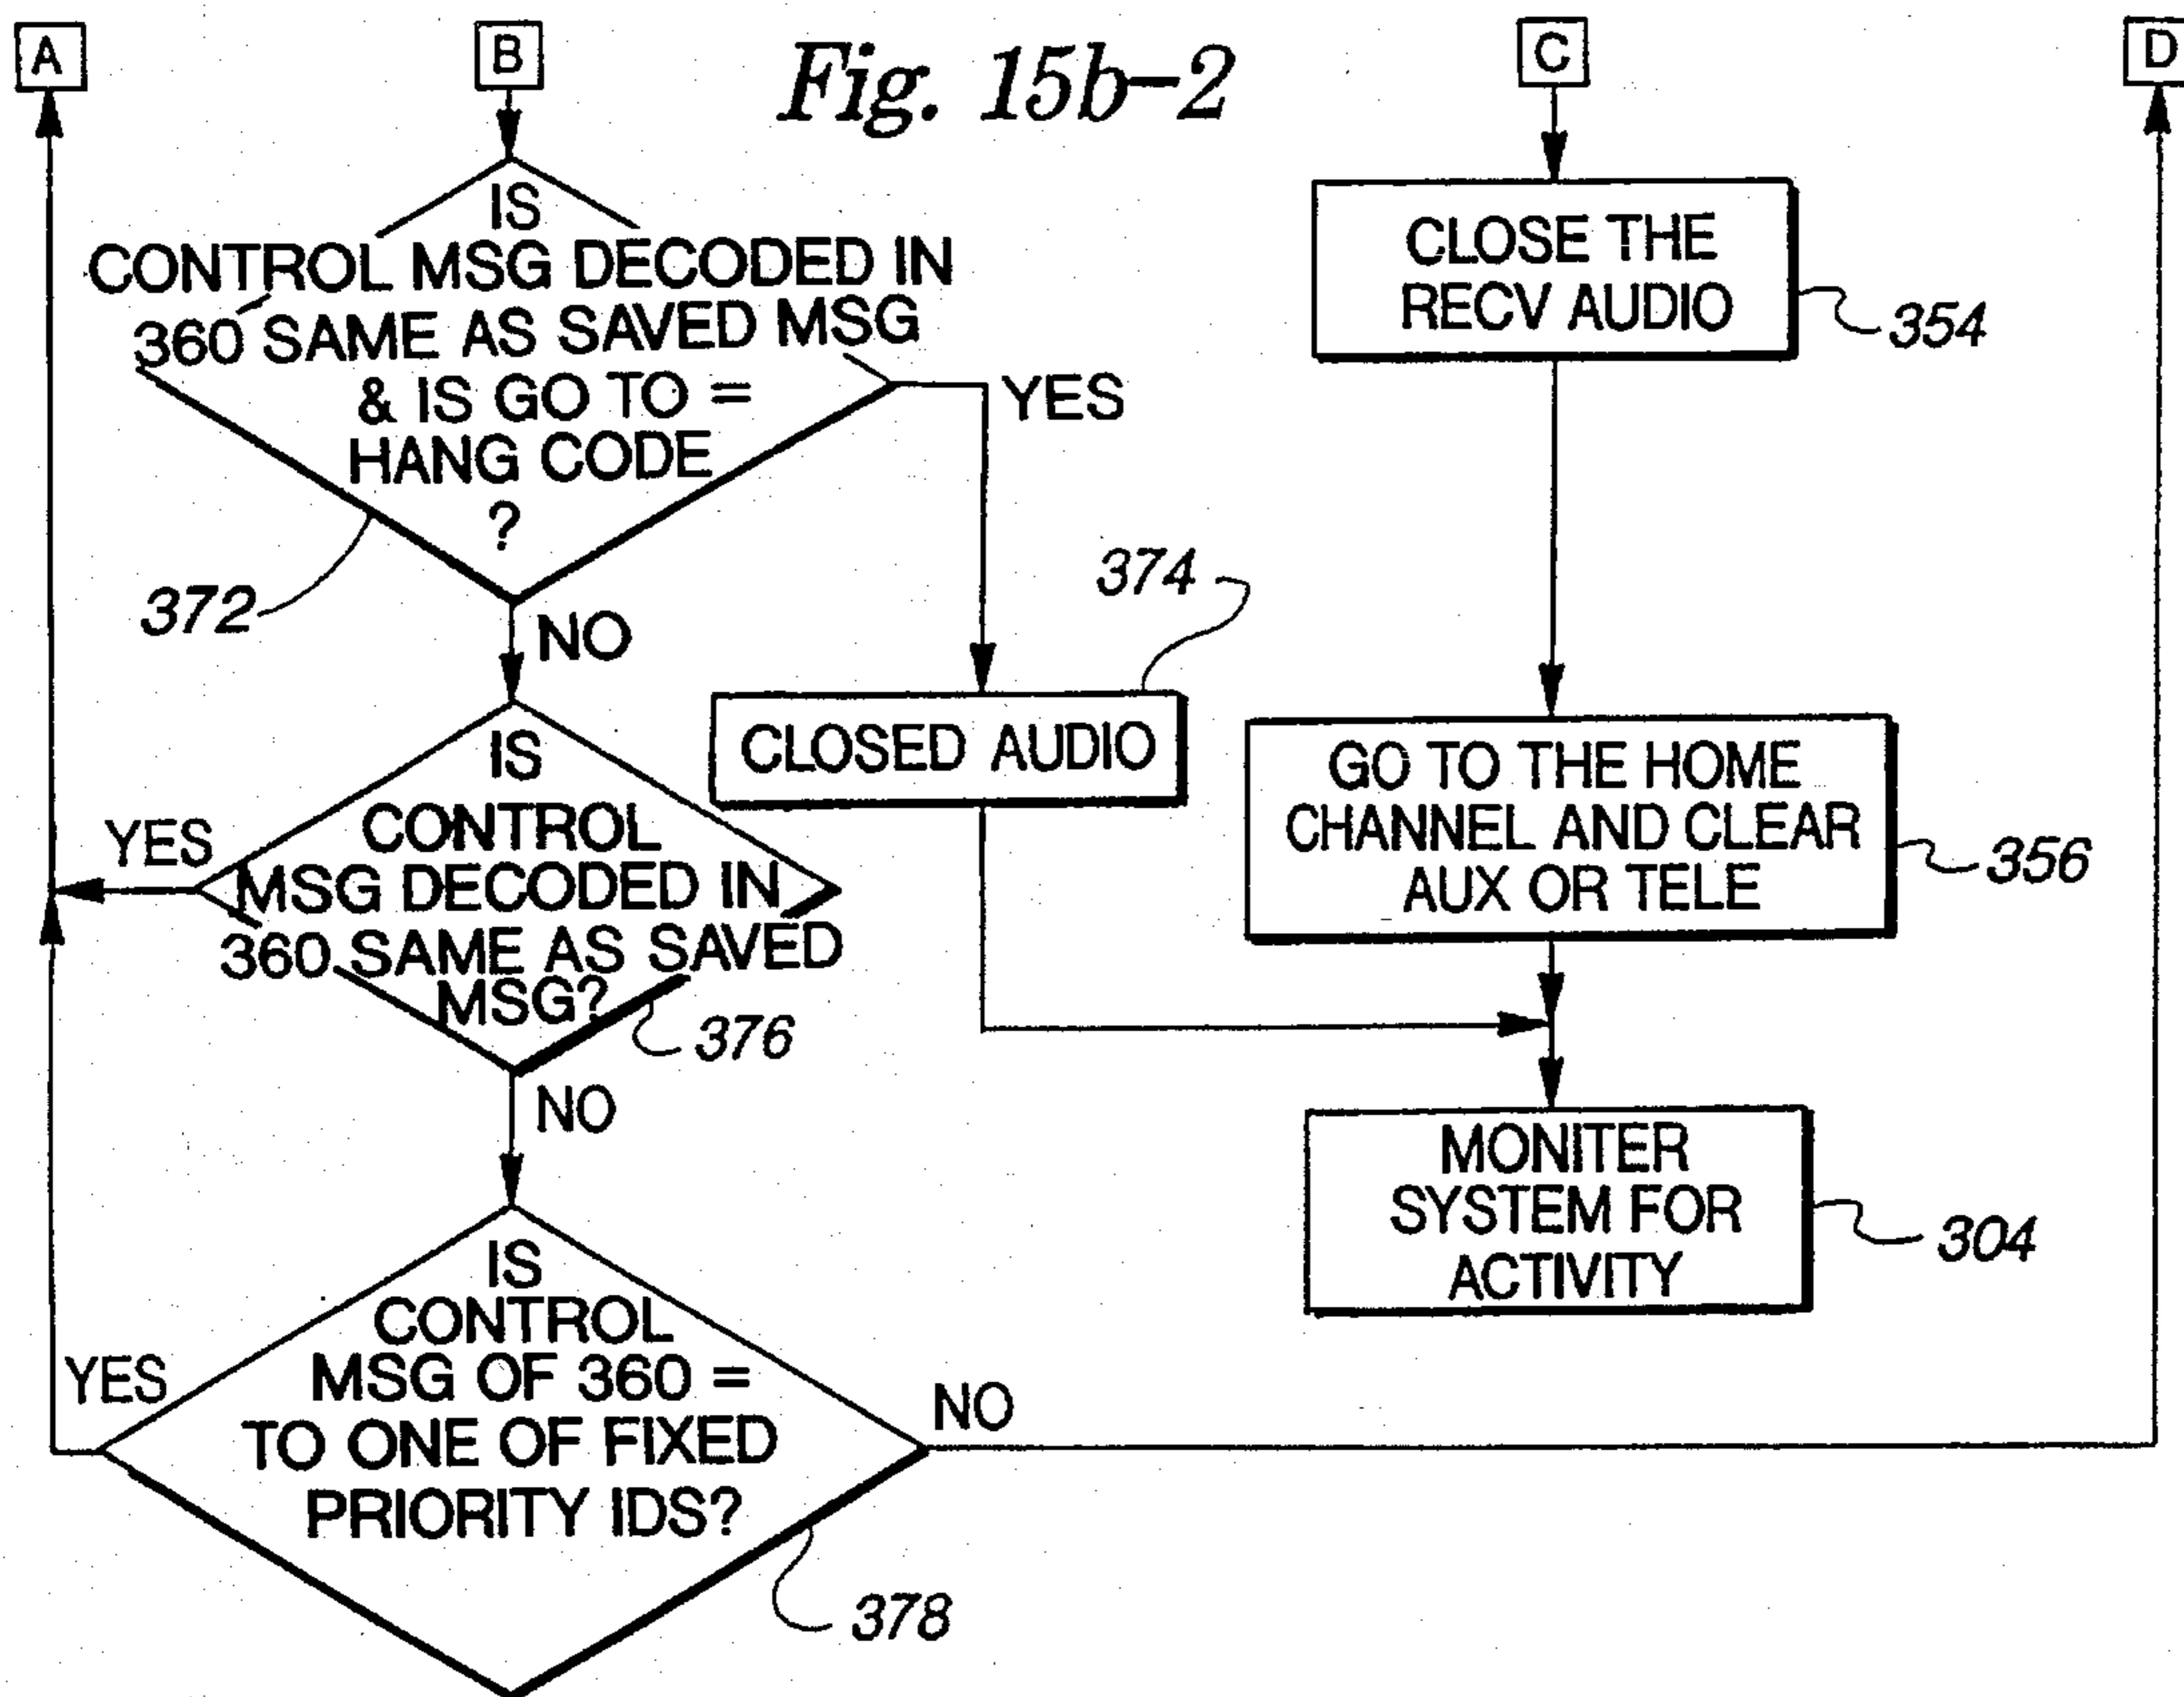 A
B
Fig. 15b-2
C
D
IS
CONTROL MSG DECODED IN
360 SAME AS SAVED MSG
& IS GO TO =
HANG CODE
?
372
YES
NO
374
CLOSED AUDIO
IS
CONTROL
MSG DECODED IN
360 SAME AS SAVED
MSG?
YES
376
NO
IS
CONTROL
MSG OF 360 =
TO ONE OF FIXED
PRIORITY IDS?
YES
NO
378
CLOSE THE
RECV AUDIO
354
GO TO THE HOME
CHANNEL AND CLEAR
AUX OR TELE
356
MONITER
SYSTEM FOR
ACTIVITY
304